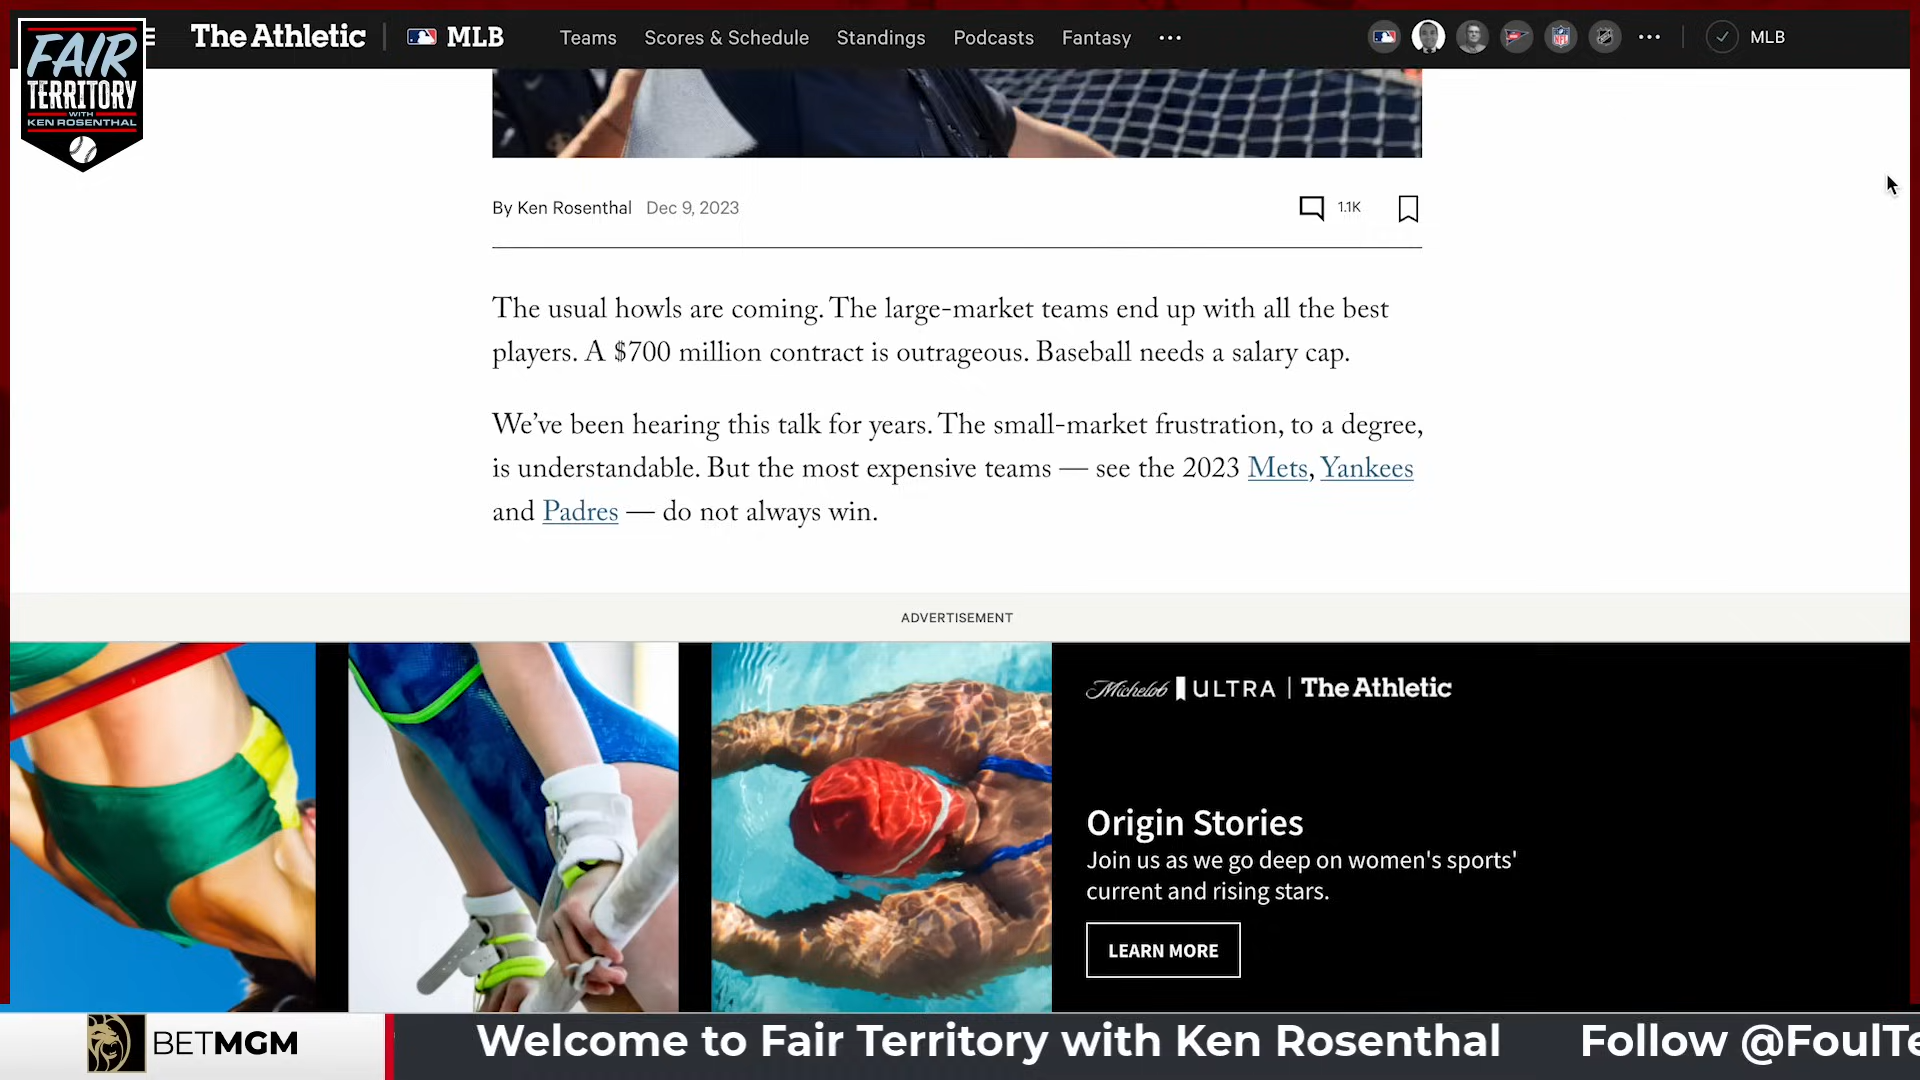 FAIR
TERRITORY
WITH
KEN ROSENTHAL
The Athletic
MLB
Teams
Scores & Schedule
Standings
Podcasts
Fantasy
MLB
By Ken Rosenthal Dec 9, 2023
1.1K
The usual howls are coming. The large-market teams end up with all the best
players. A $700 million contract is outrageous. Baseball needs a salary cap.
We’ve been hearing this talk for years. The small-market frustration, to a degree,
is understandable. But the most expensive teams — see the 2023 Mets, Yankees
and Padres — do not always win.
ADVERTISEMENT
Michelob ULTRA | The Athletic
Origin Stories
Join us as we go deep on women's sports'
current and rising stars.
LEARN MORE
BETMGM
Welcome to Fair Territory with Ken Rosenthal
Follow @FoulTe